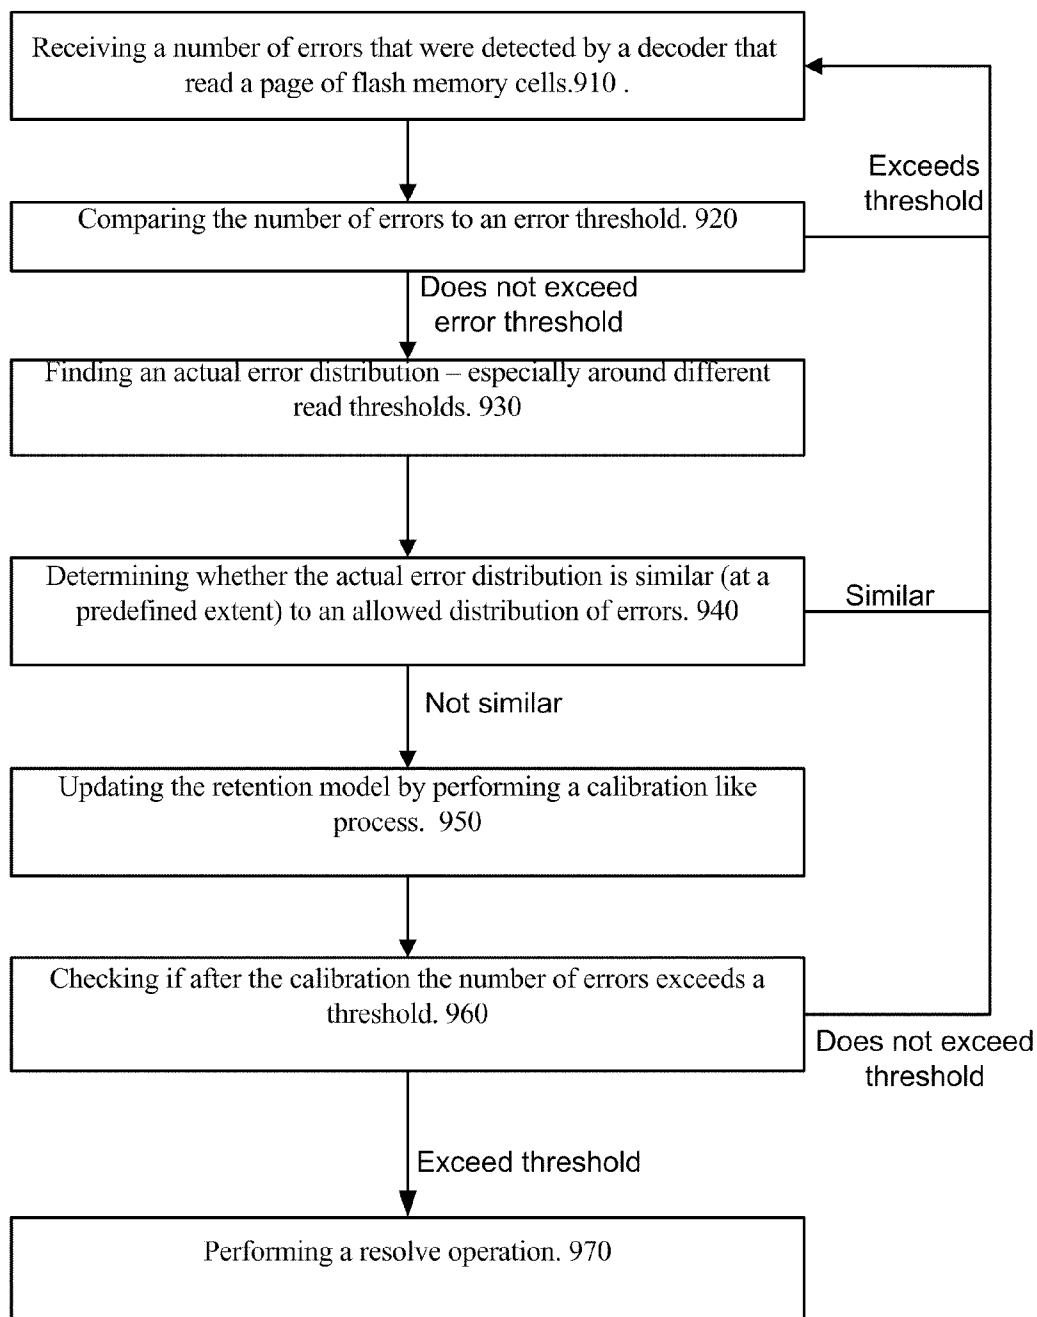 Receiving a number of errors that were detected by a decoder that
read a page of flash memory cells.910 .
Exceeds
threshold
Comparing the number of errors to an error threshold. 920
Does not exceed
error threshold
Finding an actual error distribution – especially around different
read thresholds. 930
Determining whether the actual error distribution is similar (at a
predefined extent) to an allowed distribution of errors. 940
Similar
Not similar
Updating the retention model by performing a calibration like
process. 950
Checking if after the calibration the number of errors exceeds a
threshold. 960
Does not exceed
threshold
Exceed threshold
Performing a resolve operation. 970